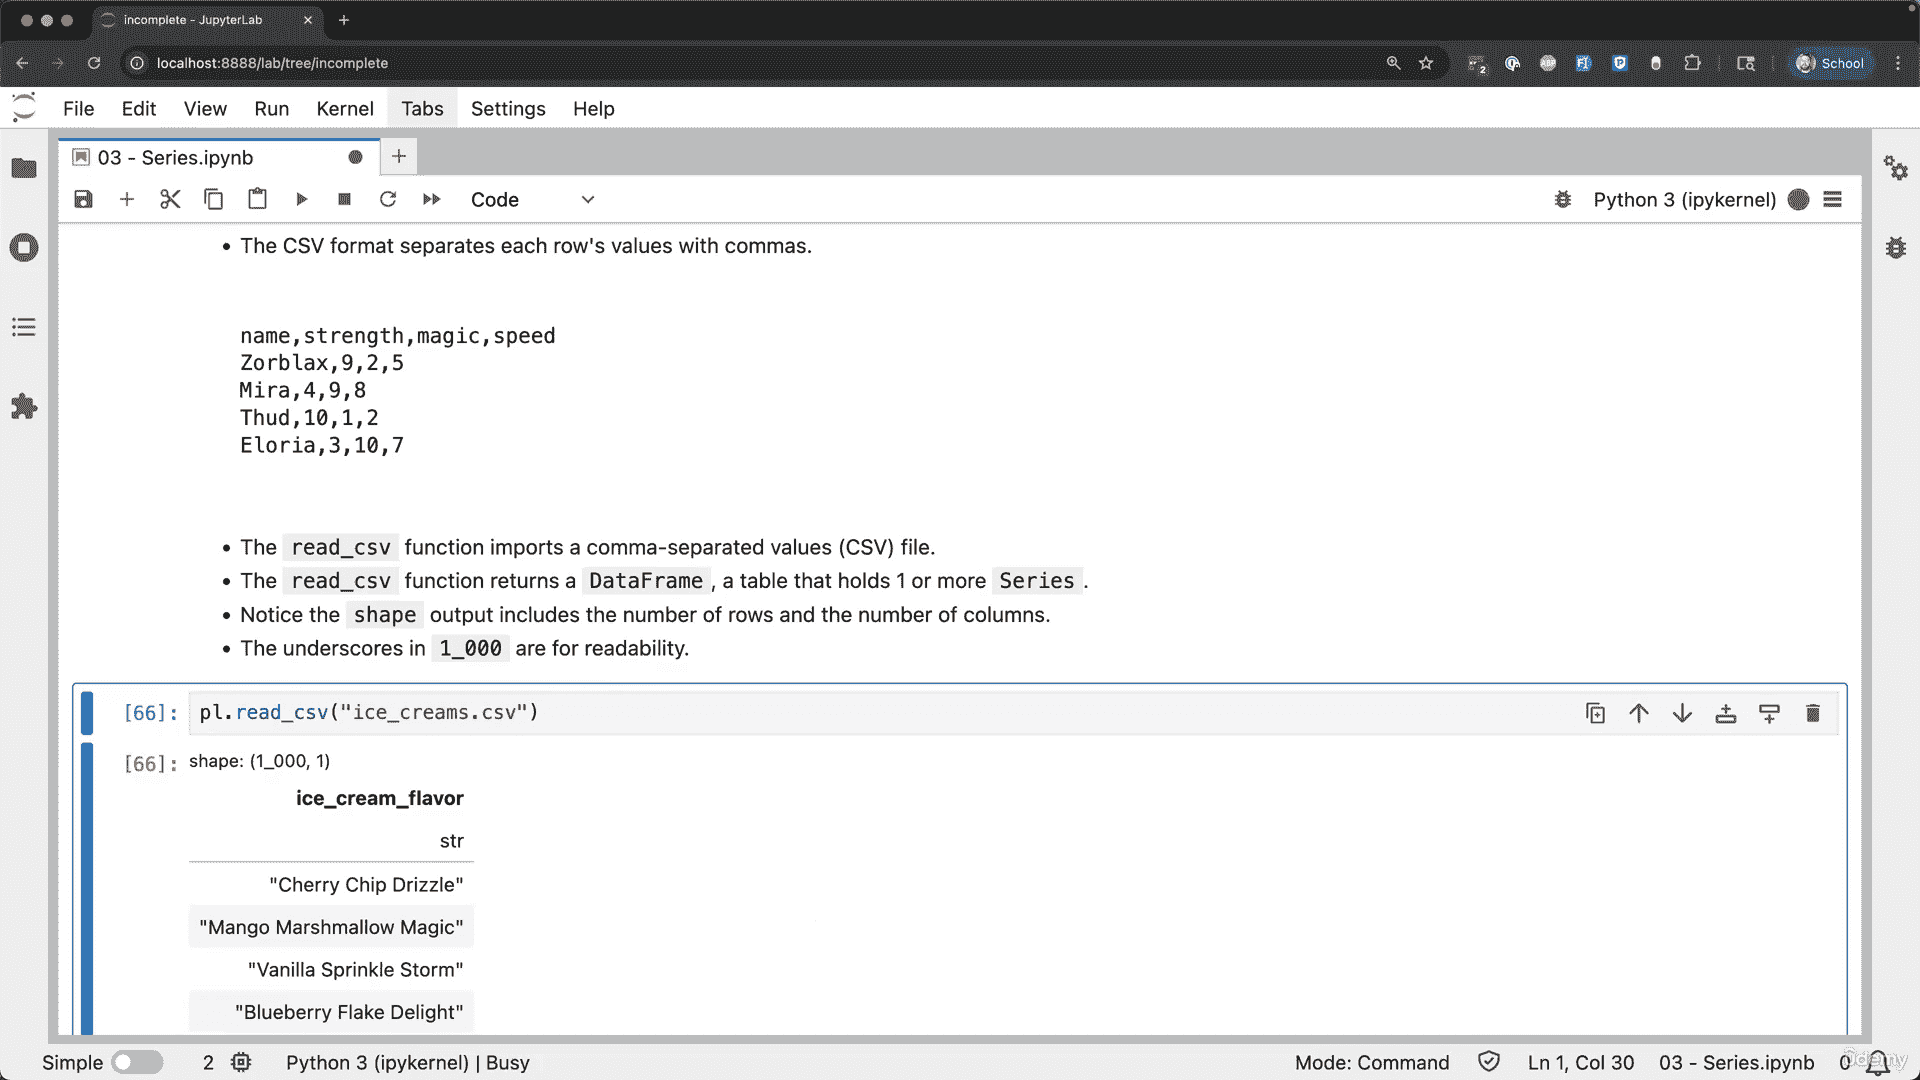 incomplete - JupyterLab
localhost:8888/lab/tree/incomplete
2
ABP
School
File Edit View Run Kernel Tabs Settings Help
03 - Series.ipynb
Code
Python 3 (ipykernel)
• The CSV format separates each row's values with commas.
name,strength,magic,speed
Zorblax,9,2,5
Mira,4,9,8
Thud,10,1,2
Eloria,3,10,7
• The read_csv function imports a comma-separated values (CSV) file.
• The read_csv function returns a DataFrame, a table that holds 1 or more Series.
• Notice the shape output includes the number of rows and the number of columns.
• The underscores in 1_000 are for readability.
[66]: pl.read_csv("ice_creams.csv")
[66]: shape: (1_000, 1)
ice_cream_flavor
str
"Cherry Chip Drizzle"
"Mango Marshmallow Magic"
"Vanilla Sprinkle Storm"
"Blueberry Flake Delight"
Simple 2 Python 3 (ipykernel) | Busy Mode: Command Ln 1, Col 30 03 - Series.ipynb 0
udemy